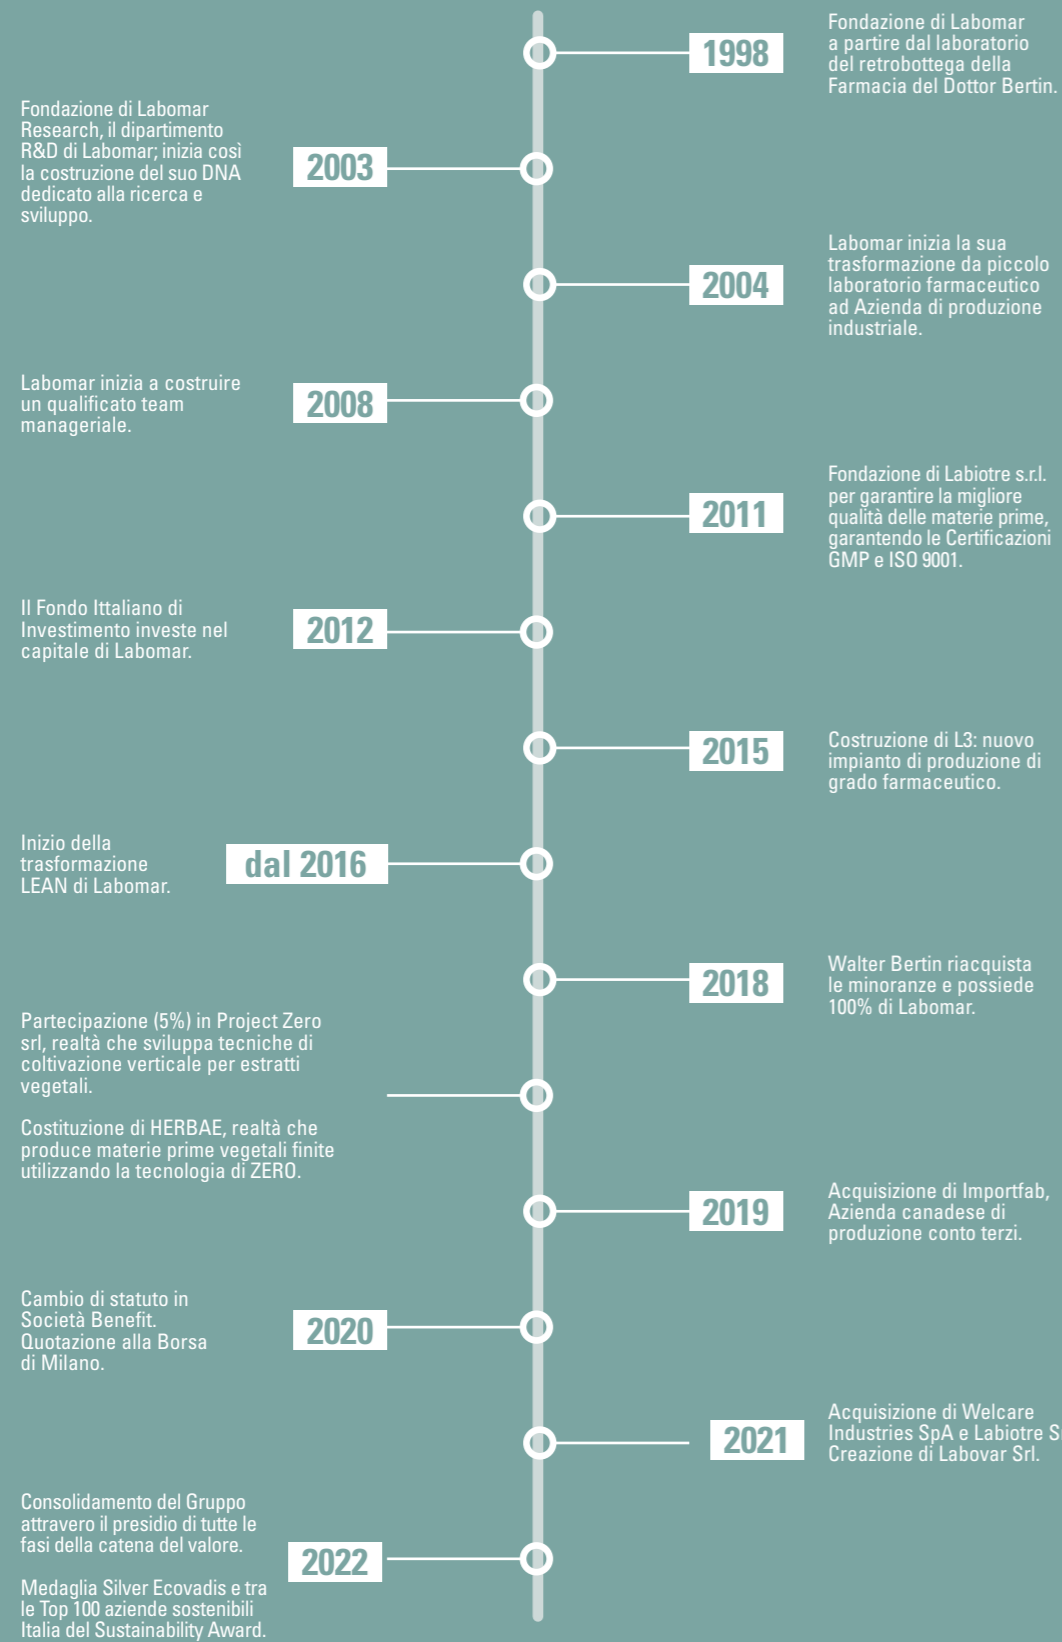 1998
Fondazione di Labomar
a partire dal laboratorio
del retrobottega della
Farmacia del Dottor Bertin.
Fondazione di Labomar
Research, il dipartimento
R&D di Labomar; inizia così
la costruzione del suo DNA
dedicato alla ricerca e
sviluppo.
2003
2004
Labomar inizia la sua
trasformazione da piccolo
laboratorio farmaceutico
ad Azienda di produzione
industriale.
Labomar inizia a costruire
un qualificato team
manageriale.
2008
2011
Fondazione di Labiotre s.r.l.
per garantire la migliore
qualità delle materie prime,
garantendo le Certificazioni
GMP e ISO 9001.
Il Fondo Ittaliano di
Investimento investe nel
capitale di Labomar.
2012
2015
Costruzione di L3: nuovo
impianto di produzione di
grado farmaceutico.
Inizio della
trasformazione
LEAN di Labomar.
dal 2016
2018
Walter Bertin riacquista
le minoranze e possiede
100% di Labomar.
Partecipazione (5%) in Project Zero
srl, realtà che sviluppa tecniche di
coltivazione verticale per estratti
vegetali.
Costituzione di HERBAE, realtà che
produce materie prime vegetali finite
utilizzando la tecnologia di ZERO.
2019
Acquisizione di Importfab,
Azienda canadese di
produzione conto terzi.
Cambio di statuto in
Società Benefit.
Quotazione alla Borsa
di Milano.
2020
2021
Acquisizione di Welcare
Industries SpA e Labiotre S
Creazione di Labovar Srl.
Consolidamento del Gruppo
attravero il presidio di tutte le
fasi della catena del valore.
2022
Medaglia Silver Ecovadis e tra
le Top 100 aziende sostenibili
Italia del Sustainability Award.